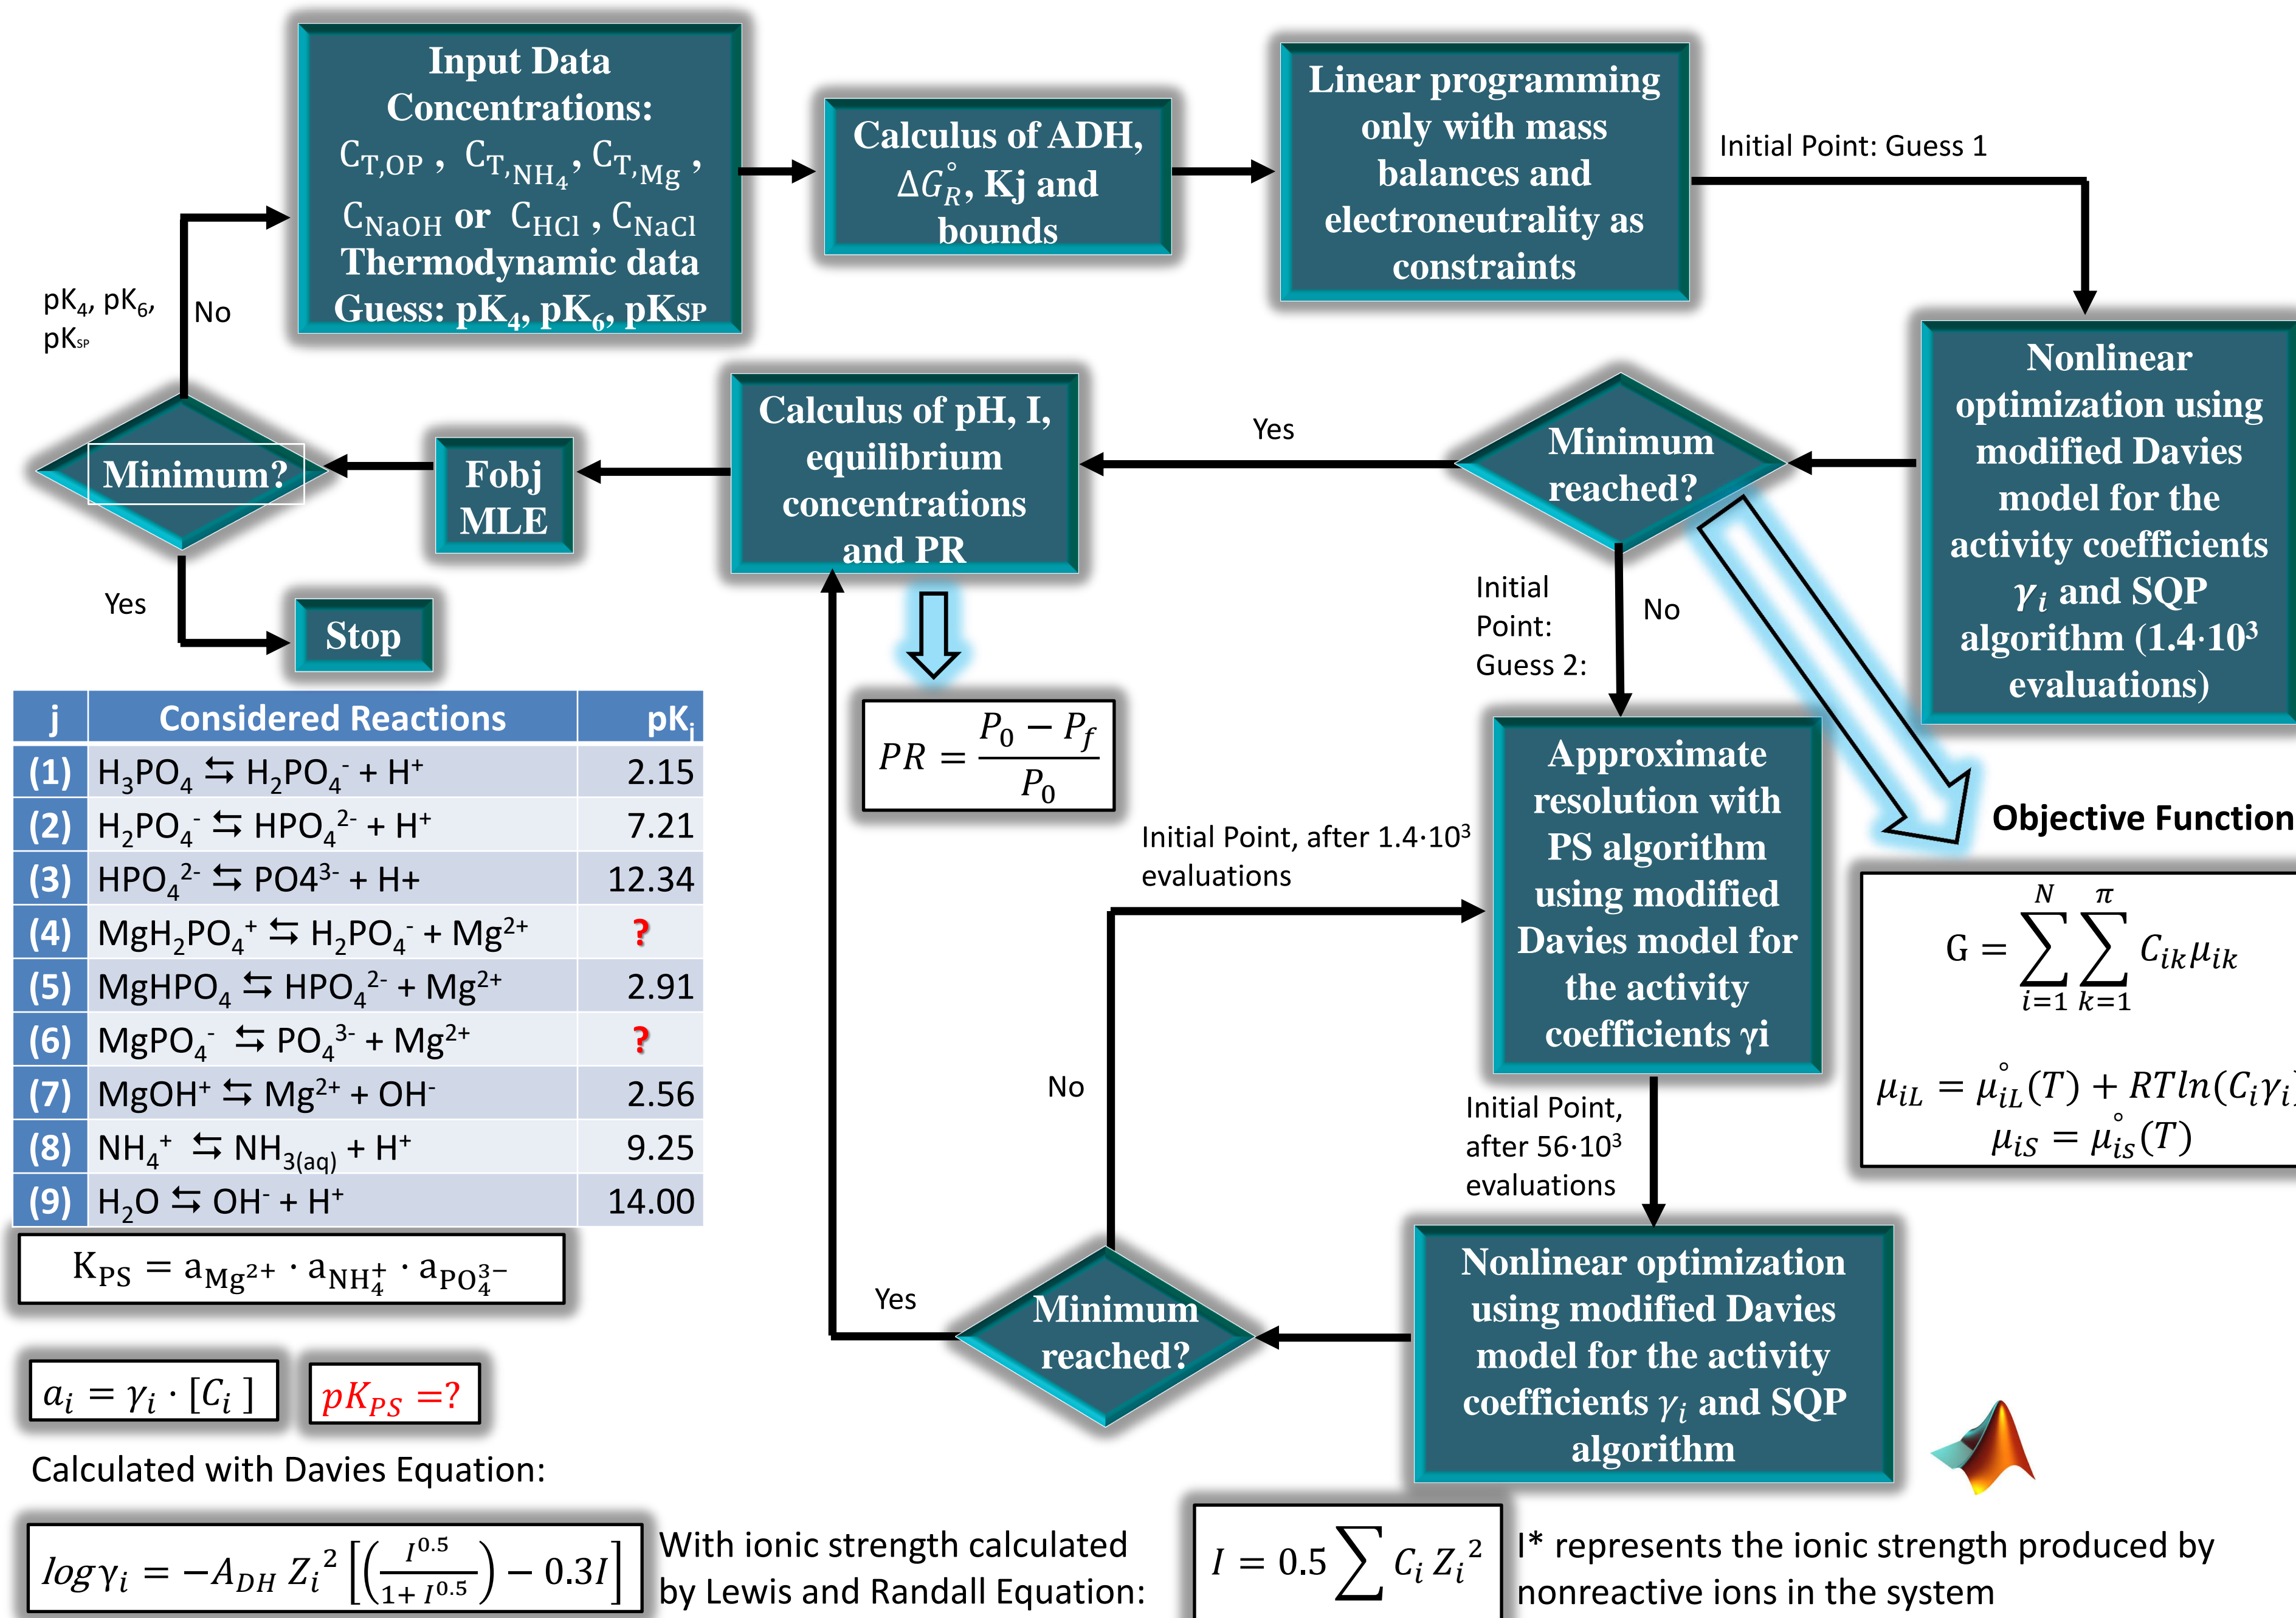 Input Data
Concentrations:
C_T,OP , C_T,NH₄, C_T,Mg ,
C_NaOH or C_HCl , C_NaCl
Thermodynamic data
Guess: pK₄, pK₆, pK_SP
Calculus of ADH,
ΔG°_R, Kj and
bounds
Linear programming
only with mass
balances and
electroneutrality as
constraints
Initial Point: Guess 1
Nonlinear
optimization using
modified Davies
model for the
activity coefficients
γ_i and SQP
algorithm (1.4·10³
evaluations)
Minimum
reached?
Yes
Calculus of pH, I,
equilibrium
concentrations
and PR
Fobj
MLE
Minimum?
pK₄, pK₆,
pK_SP
No
Yes
Stop
PR = (P₀ − P_f) / P₀
Initial
Point:
Guess 2:
No
Approximate
resolution with
PS algorithm
using modified
Davies model for
the activity
coefficients γi
Initial Point, after 1.4·10³
evaluations
No
Initial Point,
after 56·10³
evaluations
Nonlinear optimization
using modified Davies
model for the activity
coefficients γ_i and SQP
algorithm
Minimum
reached?
Yes
Objective Function
G = ∑_{i=1}^{N} ∑_{k=1}^{π} C_ik μ_ik
μ_iL = μ°_iL(T) + RTln(C_iγ_i
μ_iS = μ°_is(T)
j Considered Reactions pK_j
(1) H₃PO₄ ⇆ H₂PO₄⁻ + H⁺ 2.15
(2) H₂PO₄⁻ ⇆ HPO₄²⁻ + H⁺ 7.21
(3) HPO₄²⁻ ⇆ PO4³⁻ + H+ 12.34
(4) MgH₂PO₄⁺ ⇆ H₂PO₄⁻ + Mg²⁺ ?
(5) MgHPO₄ ⇆ HPO₄²⁻ + Mg²⁺ 2.91
(6) MgPO₄⁻ ⇆ PO₄³⁻ + Mg²⁺ ?
(7) MgOH⁺ ⇆ Mg²⁺ + OH⁻ 2.56
(8) NH₄⁺ ⇆ NH₃(aq) + H⁺ 9.25
(9) H₂O ⇆ OH⁻ + H⁺ 14.00
K_PS = a_Mg²⁺ · a_NH₄⁺ · a_PO₄³⁻
a_i = γ_i · [C_i ]
pK_PS =?
Calculated with Davies Equation:
logγ_i = −A_DH Z_i² [(I^0.5 / (1+ I^0.5)) − 0.3I]
With ionic strength calculated
by Lewis and Randall Equation:
I = 0.5 ∑ C_i Z_i²
I* represents the ionic strength produced by
nonreactive ions in the system